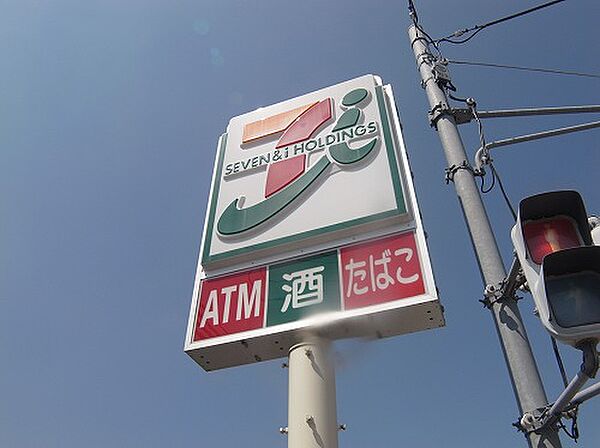 SEVEN & i HOLDINGS
ATM 酒 たばこ